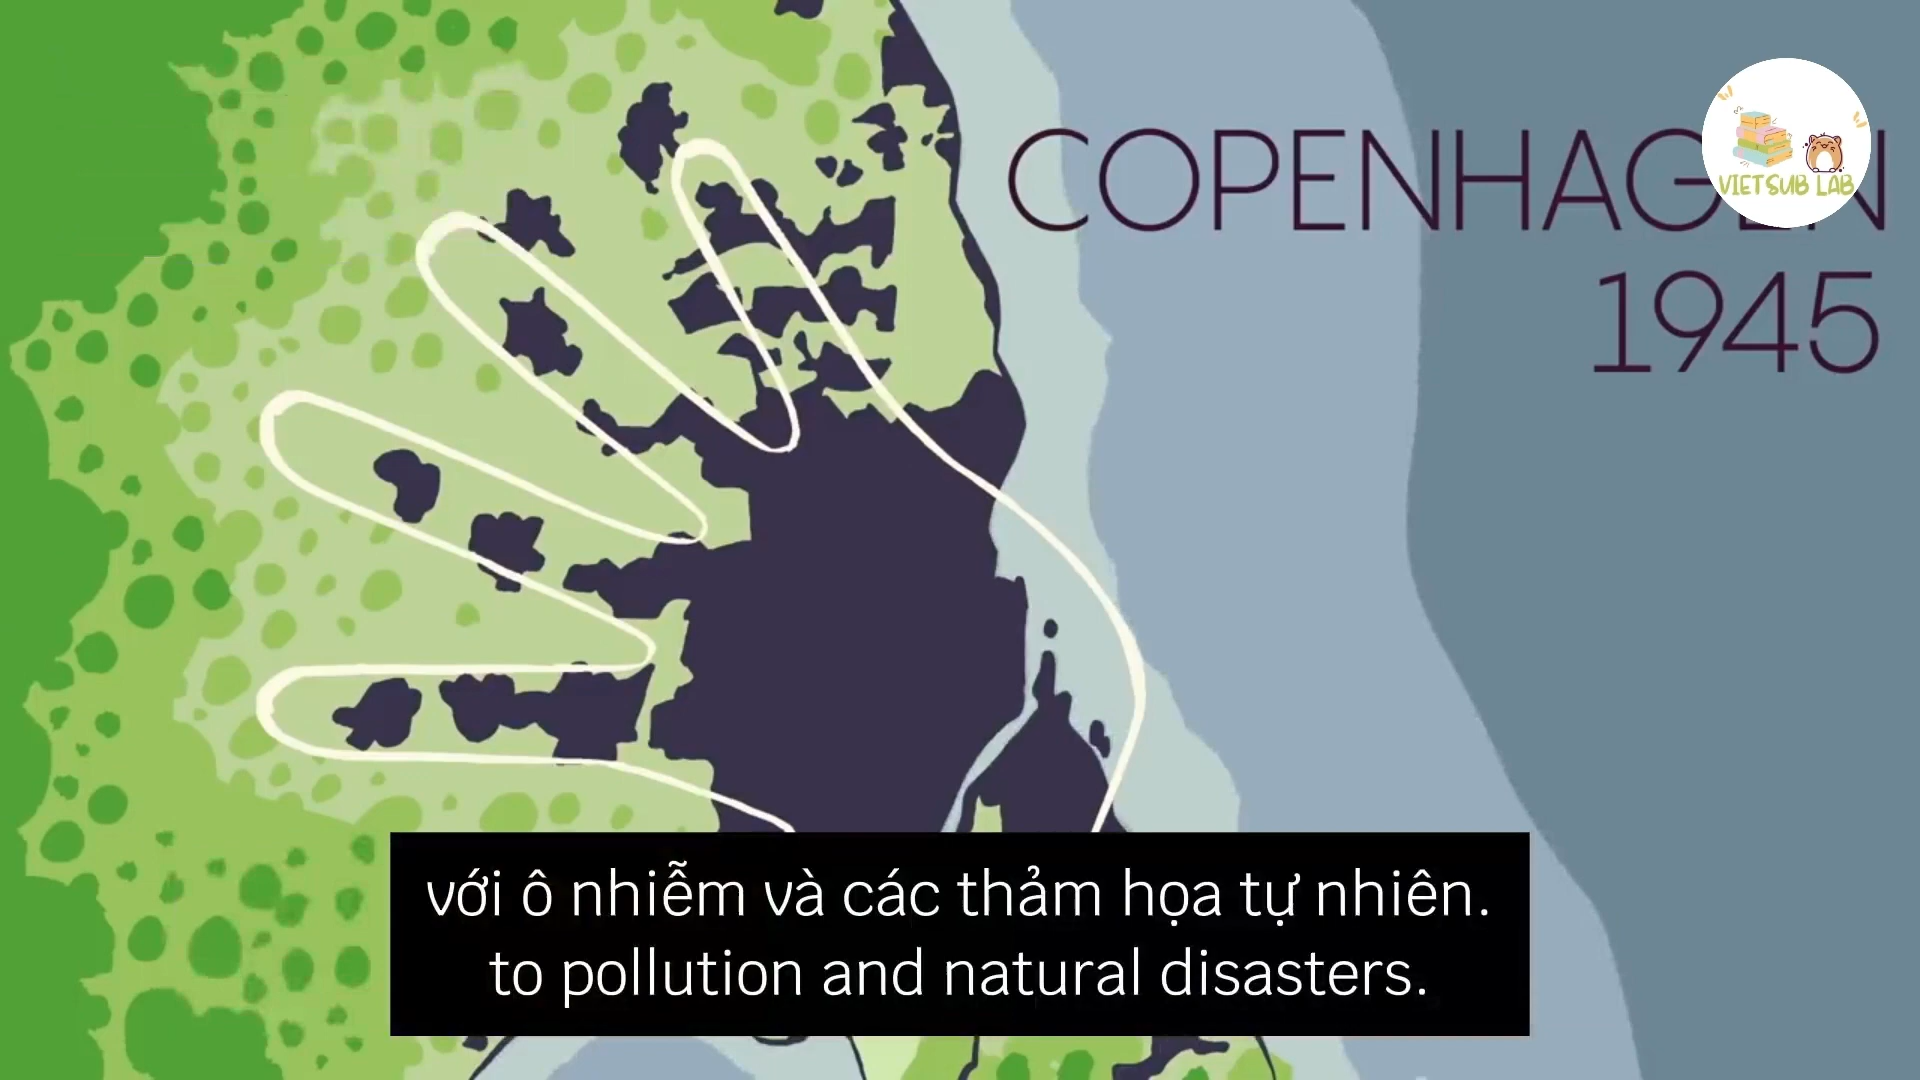 COPENHAGEN
VIETSUB LAB
1945
với ô nhiễm và các thảm họa tự nhiên.
to pollution and natural disasters.